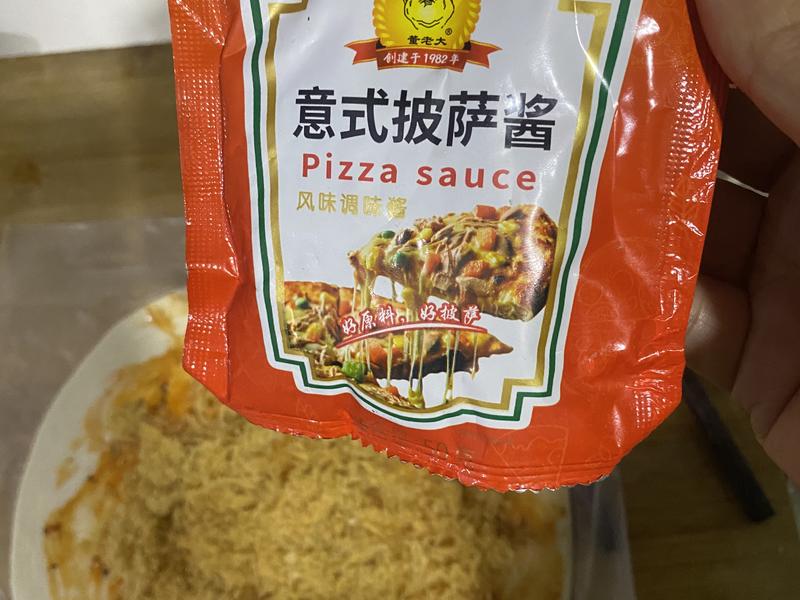 董老大
®
创建于1982年
意式披萨酱
Pizza sauce
风味调味酱
好原料,好披萨